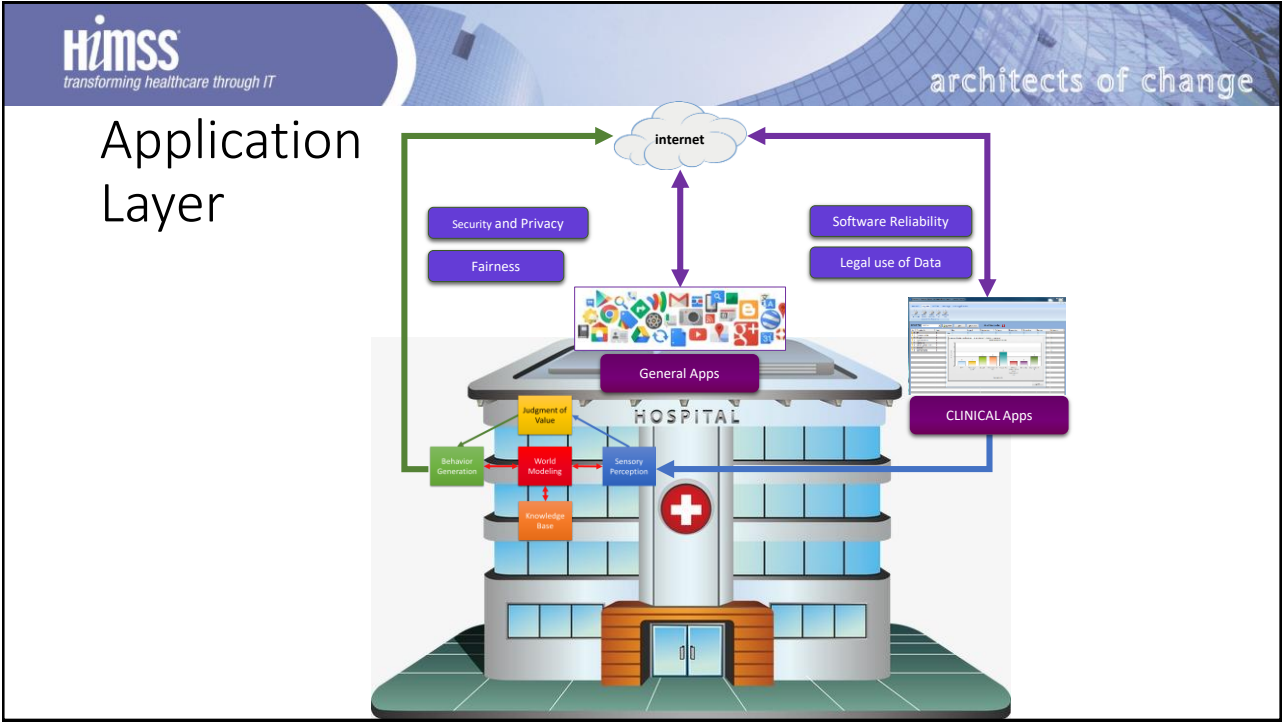 HiMSS
transforming healthcare through IT
architects of change
Application
Layer
internet
Security and Privacy
Fairness
Software Reliability
Legal use of Data
General Apps
CLINICAL Apps
HOSPITAL
Judgment of
Value
Behavior
Generation
World
Modeling
Sensory
Perception
Knowledge
Base